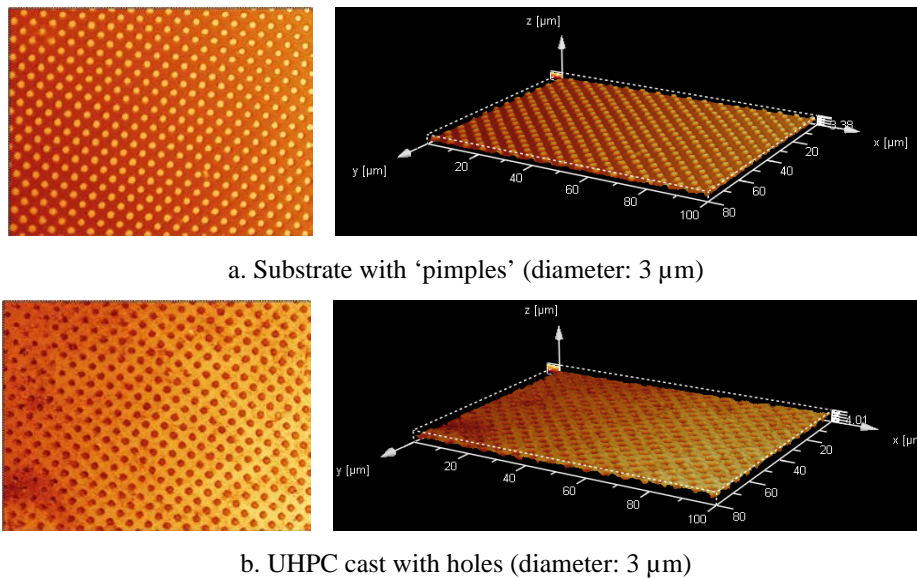 z [µm]
3.38
x [µm]
20
40
60
80
y [µm]
20
40
60
80
100
a. Substrate with ‘pimples’ (diameter: 3 µm)
z [µm]
4.01
x [µm]
20
40
60
80
y [µm]
20
40
60
80
100
b. UHPC cast with holes (diameter: 3 µm)